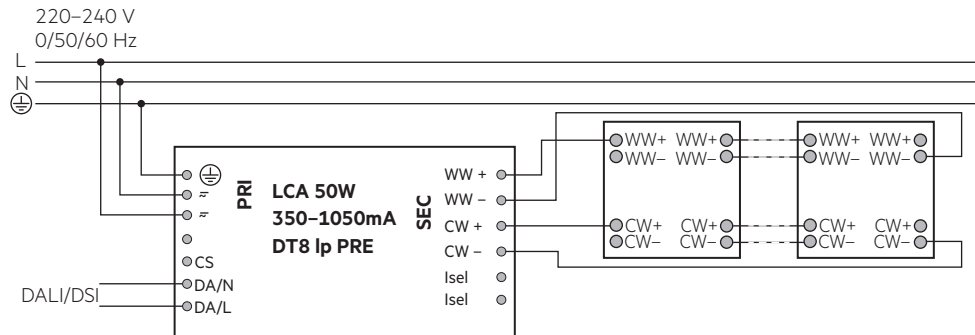 220–240 V
0/50/60 Hz
L
N
WW+ WW+ WW+ WW+
WW– WW– WW– WW–
CW+ CW+ CW+ CW+
CW– CW– CW– CW–
PRI
LCA 50W
350–1050mA
DT8 lp PRE
SEC
WW +
WW –
CW +
CW –
Isel
Isel
CS
DA/N
DA/L
DALI/DSI